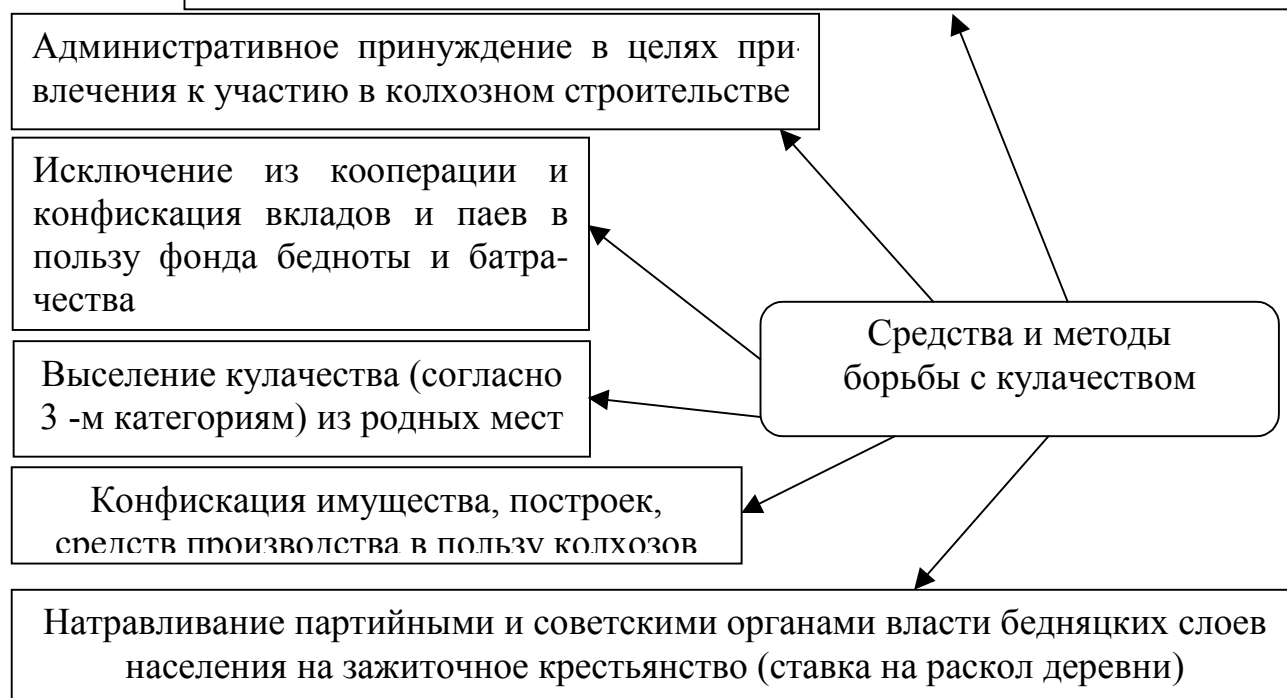 Административное принуждение в целях при-
влечения к участию в колхозном строительстве
Исключение из кооперации и
конфискация вкладов и паев в
пользу фонда бедноты и батра-
чества
Средства и методы
борьбы с кулачеством
Выселение кулачества (согласно
3 -м категориям) из родных мест
Конфискация имущества, построек,
средств производства в пользу колхозов
Натравливание партийными и советскими органами власти бедняцких слоев
населения на зажиточное крестьянство (ставка на раскол деревни)